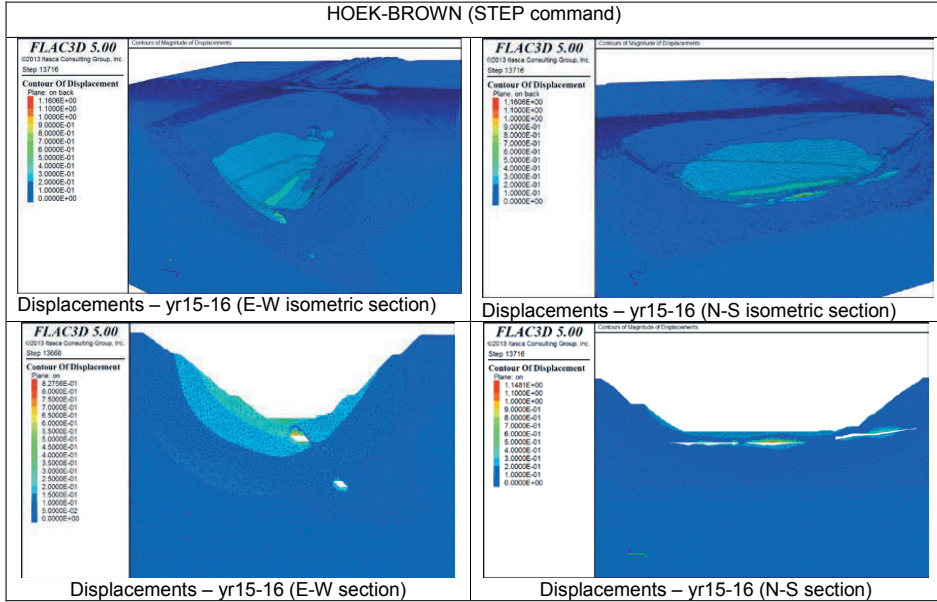 HOEK-BROWN (STEP command)
FLAC3D 5.00
©2013 Itasca Consulting Group, Inc.
Step 13716
Contour Of Displacement
Plane: on back
1.1606E+00
1.1000E+00
1.0000E+00
9.0000E-01
8.0000E-01
7.0000E-01
6.0000E-01
5.0000E-01
4.0000E-01
3.0000E-01
2.0000E-01
1.0000E-01
0.0000E+00
Contours of Magnitude of Displacements
Displacements – yr15-16 (E-W isometric section)
FLAC3D 5.00
©2013 Itasca Consulting Group, Inc.
Step 13716
Contour Of Displacement
Plane: on back
1.1606E+00
1.1000E+00
1.0000E+00
9.0000E-01
8.0000E-01
7.0000E-01
6.0000E-01
5.0000E-01
4.0000E-01
3.0000E-01
2.0000E-01
1.0000E-01
0.0000E+00
Contours of Magnitude of Displacements
Displacements – yr15-16 (N-S isometric section)
FLAC3D 5.00
©2013 Itasca Consulting Group, Inc.
Step 13666
Contour Of Displacement
Plane: on
8.2756E-01
8.0000E-01
7.5000E-01
7.0000E-01
6.5000E-01
6.0000E-01
5.5000E-01
5.0000E-01
4.5000E-01
4.0000E-01
3.5000E-01
3.0000E-01
2.5000E-01
2.0000E-01
1.5000E-01
1.0000E-01
5.0000E-02
0.0000E+00
Displacements – yr15-16 (E-W section)
FLAC3D 5.00
©2013 Itasca Consulting Group, Inc.
Step 13716
Contour Of Displacement
Plane: on
1.1481E+00
1.1000E+00
1.0000E+00
9.0000E-01
8.0000E-01
7.0000E-01
6.0000E-01
5.0000E-01
4.0000E-01
3.0000E-01
2.0000E-01
1.0000E-01
0.0000E+00
Contours of Magnitude of Displacements
Displacements – yr15-16 (N-S section)